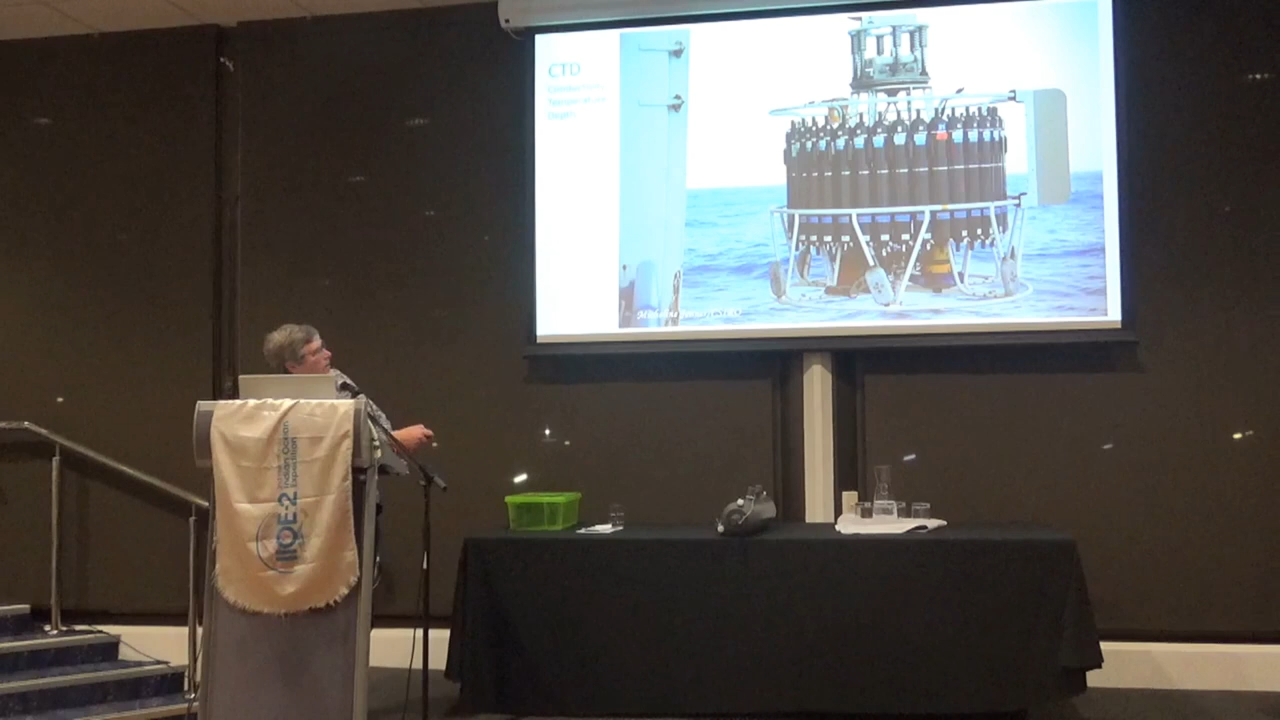 CTD
Conductivity
Temperature
Depth
IIOE-2
Indian Ocean
Expedition